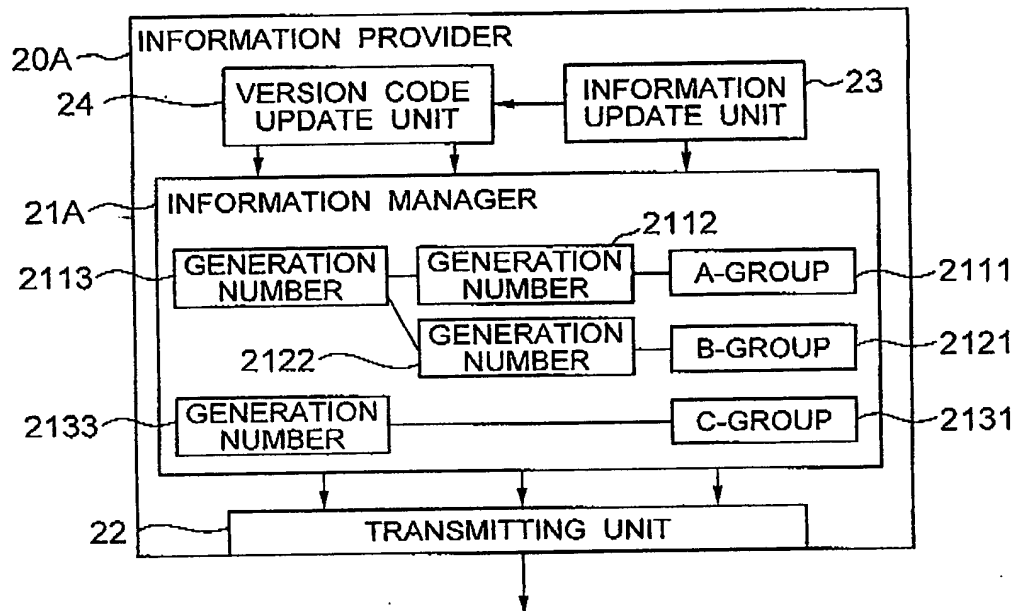 INFORMATION PROVIDER
20A
24
VERSION CODE
UPDATE UNIT
INFORMATION
UPDATE UNIT
23
21A
INFORMATION MANAGER
2112
2113
GENERATION
NUMBER
GENERATION
NUMBER
A-GROUP
2111
2122
GENERATION
NUMBER
B-GROUP
2121
2133
GENERATION
NUMBER
C-GROUP
2131
22
TRANSMITTING UNIT